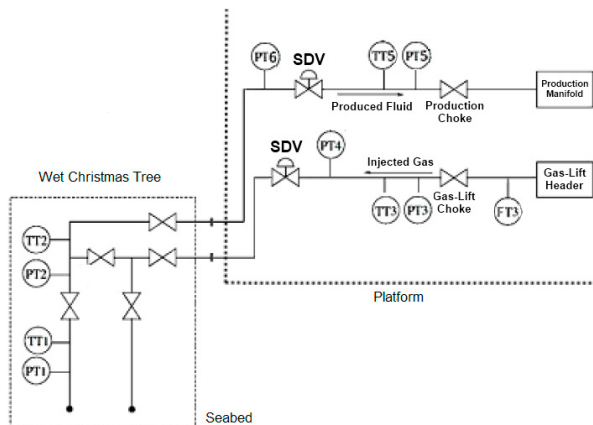 SDV
PT6
TT5
PT5
Produced Fluid
Production
Choke
Production
Manifold
SDV
PT4
Injected Gas
TT3
PT3
Gas-Lift
Choke
FT3
Gas-Lift
Header
Wet Christmas Tree
TT2
PT2
TT1
PT1
Platform
Seabed